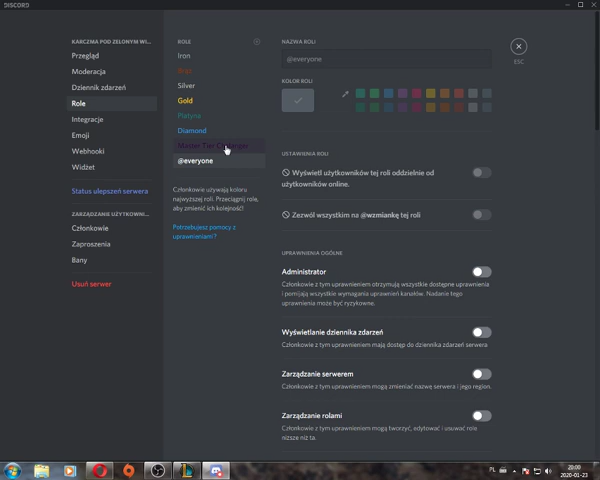 DISCORD
KARCZMA POD ZELONYM WI...
Przegląd
Moderacja
Dziennik zdarzeń
Role
Integracje
Emoji
Webhooki
Widżet
Status ulepszeń serwera
ZARZĄDZANIE UŻYTKOWNI...
Członkowie
Zaproszenia
Bany
Usuń serwer
ROLE
Iron
Silver
Gold
Platyna
Diamond
Master Tier
@everyone
Członkowie używają koloru
najwyższej roli. Przeciągnij role,
aby zmienić ich kolejność!
Potrzebujesz pomocy z
uprawnieniami?
NAZWA ROLI
@everyone
KOLOR ROLI
ESC
USTAWIENIA ROLI
Wyświetl użytkowników tej roli oddzielnie od
użytkowników online.
Zezwól wszystkim na @wzmiankę tej roli
UPRAWNIENIA OGÓLNE
Administrator
Członkowie z tym uprawnieniem otrzymują wszystkie dostępne uprawnienia
i pomijają wszystkie wymagania uprawnień kanałów. Nadanie tego
uprawnienia może być ryzykowne.
Wyświetlanie dziennika zdarzeń
Członkowie z tym uprawnieniem mają dostęp do dziennika zdarzeń serwera
Zarządzanie serwerem
Członkowie z tym uprawnieniem mogą zmieniać nazwę serwera i jego region.
Zarządzanie rolami
Członkowie z tym uprawnieniem mogą tworzyć, edytować i usuwać role
niższe niż ta.
PL
20:00
2020-01-23